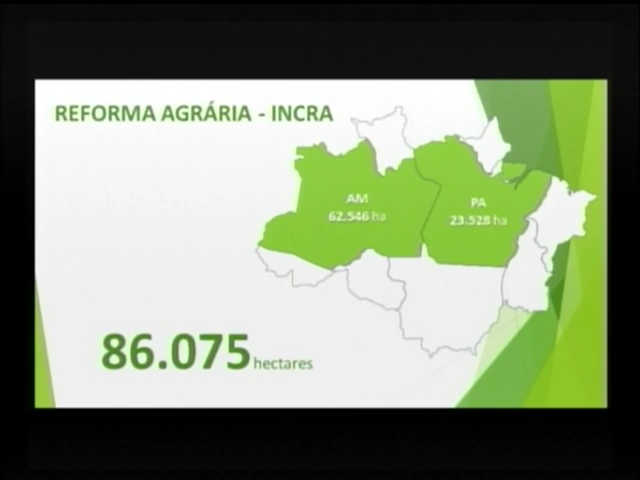 REFORMA AGRÁRIA - INCRA
AM
62.546 ha
PA
23.528 ha
86.075 hectares